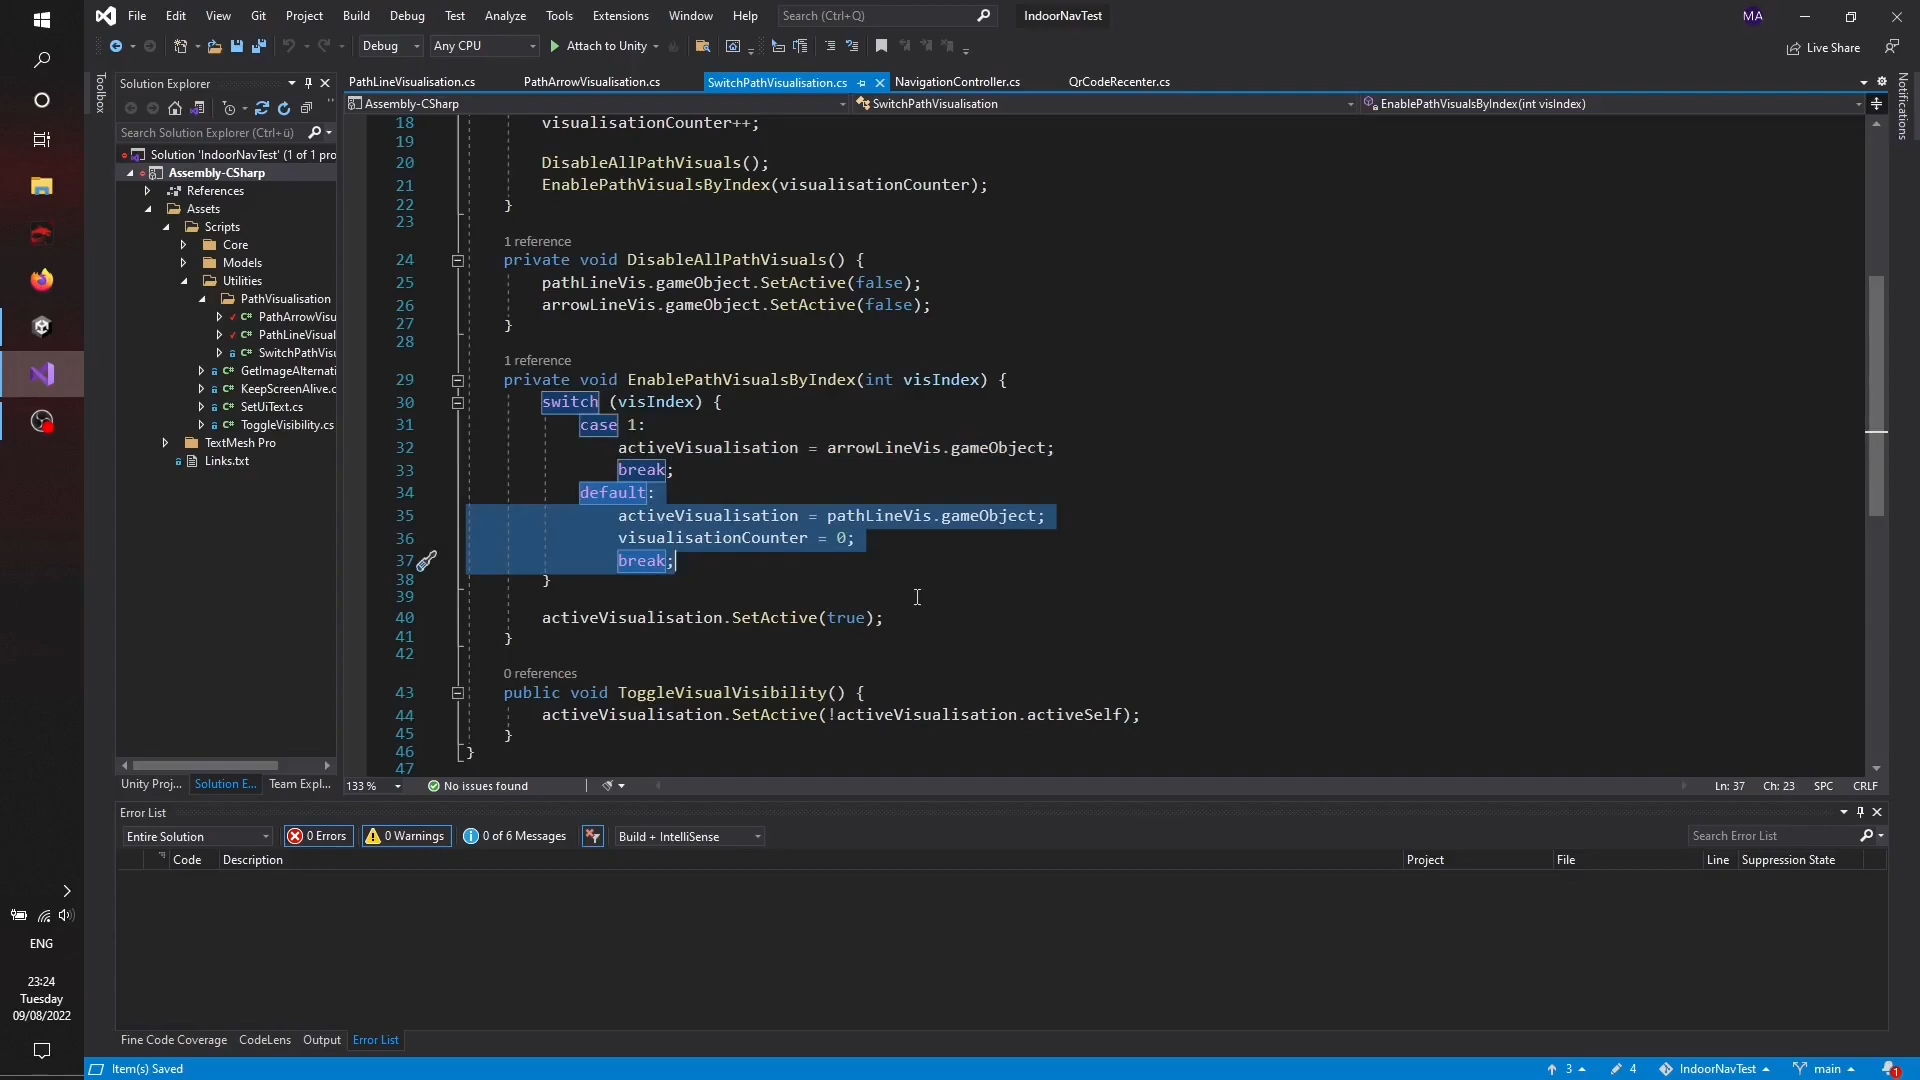 File Edit View Git Project Build Debug Test Analyze Tools Extensions Window Help Search (Ctrl+Q) IndoorNavTest MA
Debug Any CPU Attach to Unity Live Share
Toolbox
Solution Explorer
Search Solution Explorer (Ctrl+ü)
Solution 'IndoorNavTest' (1 of 1 pro
Assembly-CSharp
References
Assets
Scripts
Core
Models
Utilities
PathVisualisation
C# PathArrowVisu
C# PathLineVisual
C# SwitchPathVisu
C# GetImageAlternati
C# KeepScreenAlive.c
C# SetUiText.cs
C# ToggleVisibility.cs
TextMesh Pro
Links.txt
Unity Proj... Solution E... Team Expl...
PathLineVisualisation.cs PathArrowVisualisation.cs SwitchPathVisualisation.cs NavigationController.cs QrCodeRecenter.cs
Assembly-CSharp SwitchPathVisualisation EnablePathVisualsByIndex(int visIndex)
Notifications
18 visualisationCounter++;
19
20 DisableAllPathVisuals();
21 EnablePathVisualsByIndex(visualisationCounter);
22 }
23
1 reference
24 private void DisableAllPathVisuals() {
25 pathLineVis.gameObject.SetActive(false);
26 arrowLineVis.gameObject.SetActive(false);
27 }
28
1 reference
29 private void EnablePathVisualsByIndex(int visIndex) {
30 switch (visIndex) {
31 case 1:
32 activeVisualisation = arrowLineVis.gameObject;
33 break;
34 default:
35 activeVisualisation = pathLineVis.gameObject;
36 visualisationCounter = 0;
37 break;
38 }
39
40 activeVisualisation.SetActive(true);
41 }
42
0 references
43 public void ToggleVisualVisibility() {
44 activeVisualisation.SetActive(!activeVisualisation.activeSelf);
45 }
46 }
47
133 % No issues found Ln: 37 Ch: 23 SPC CRLF
Error List
Entire Solution 0 Errors 0 Warnings 0 of 6 Messages Build + IntelliSense Search Error List
Code Description Project File Line Suppression State
Fine Code Coverage CodeLens Output Error List
Item(s) Saved 3 4 IndoorNavTest main 1
ENG
23:24
Tuesday
09/08/2022